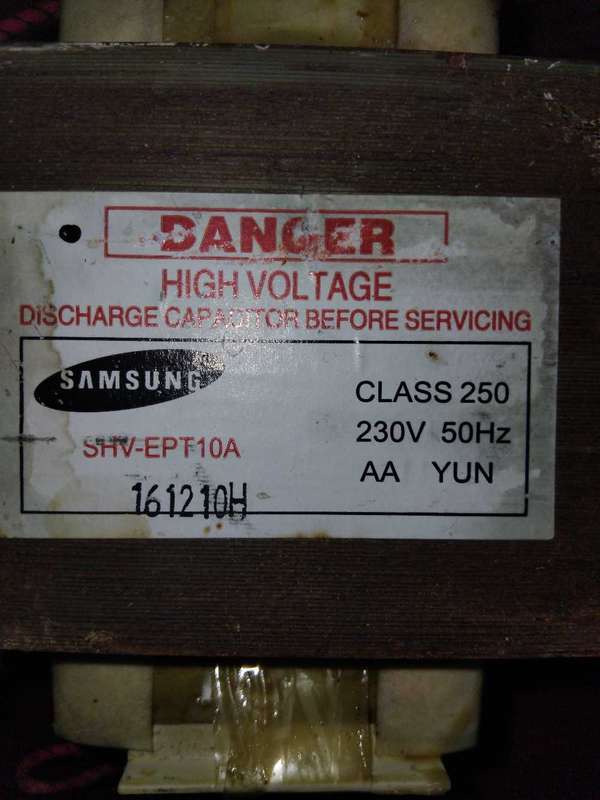 DANGER
HIGH VOLTAGE
DISCHARGE CAPACITOR BEFORE SERVICING
SAMSUNG
CLASS 250
SHV-EPT10A
230V 50Hz
161210H
AA YUN